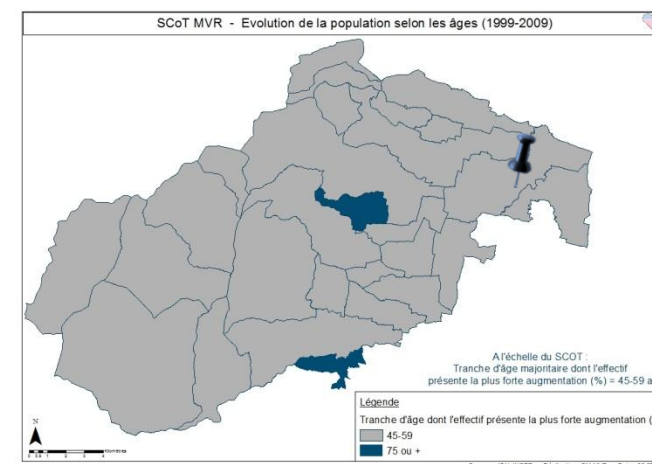 SCoT MVR - Evolution de la population selon les âges (1999-2009)
A l'échelle du SCOT :
Tranche d'âge majoritaire dont l'effectif
présente la plus forte augmentation (%) = 45-59 a
Légende
Tranche d'âge dont l'effectif présente la plus forte augmentation (
45-59
75 ou +
N